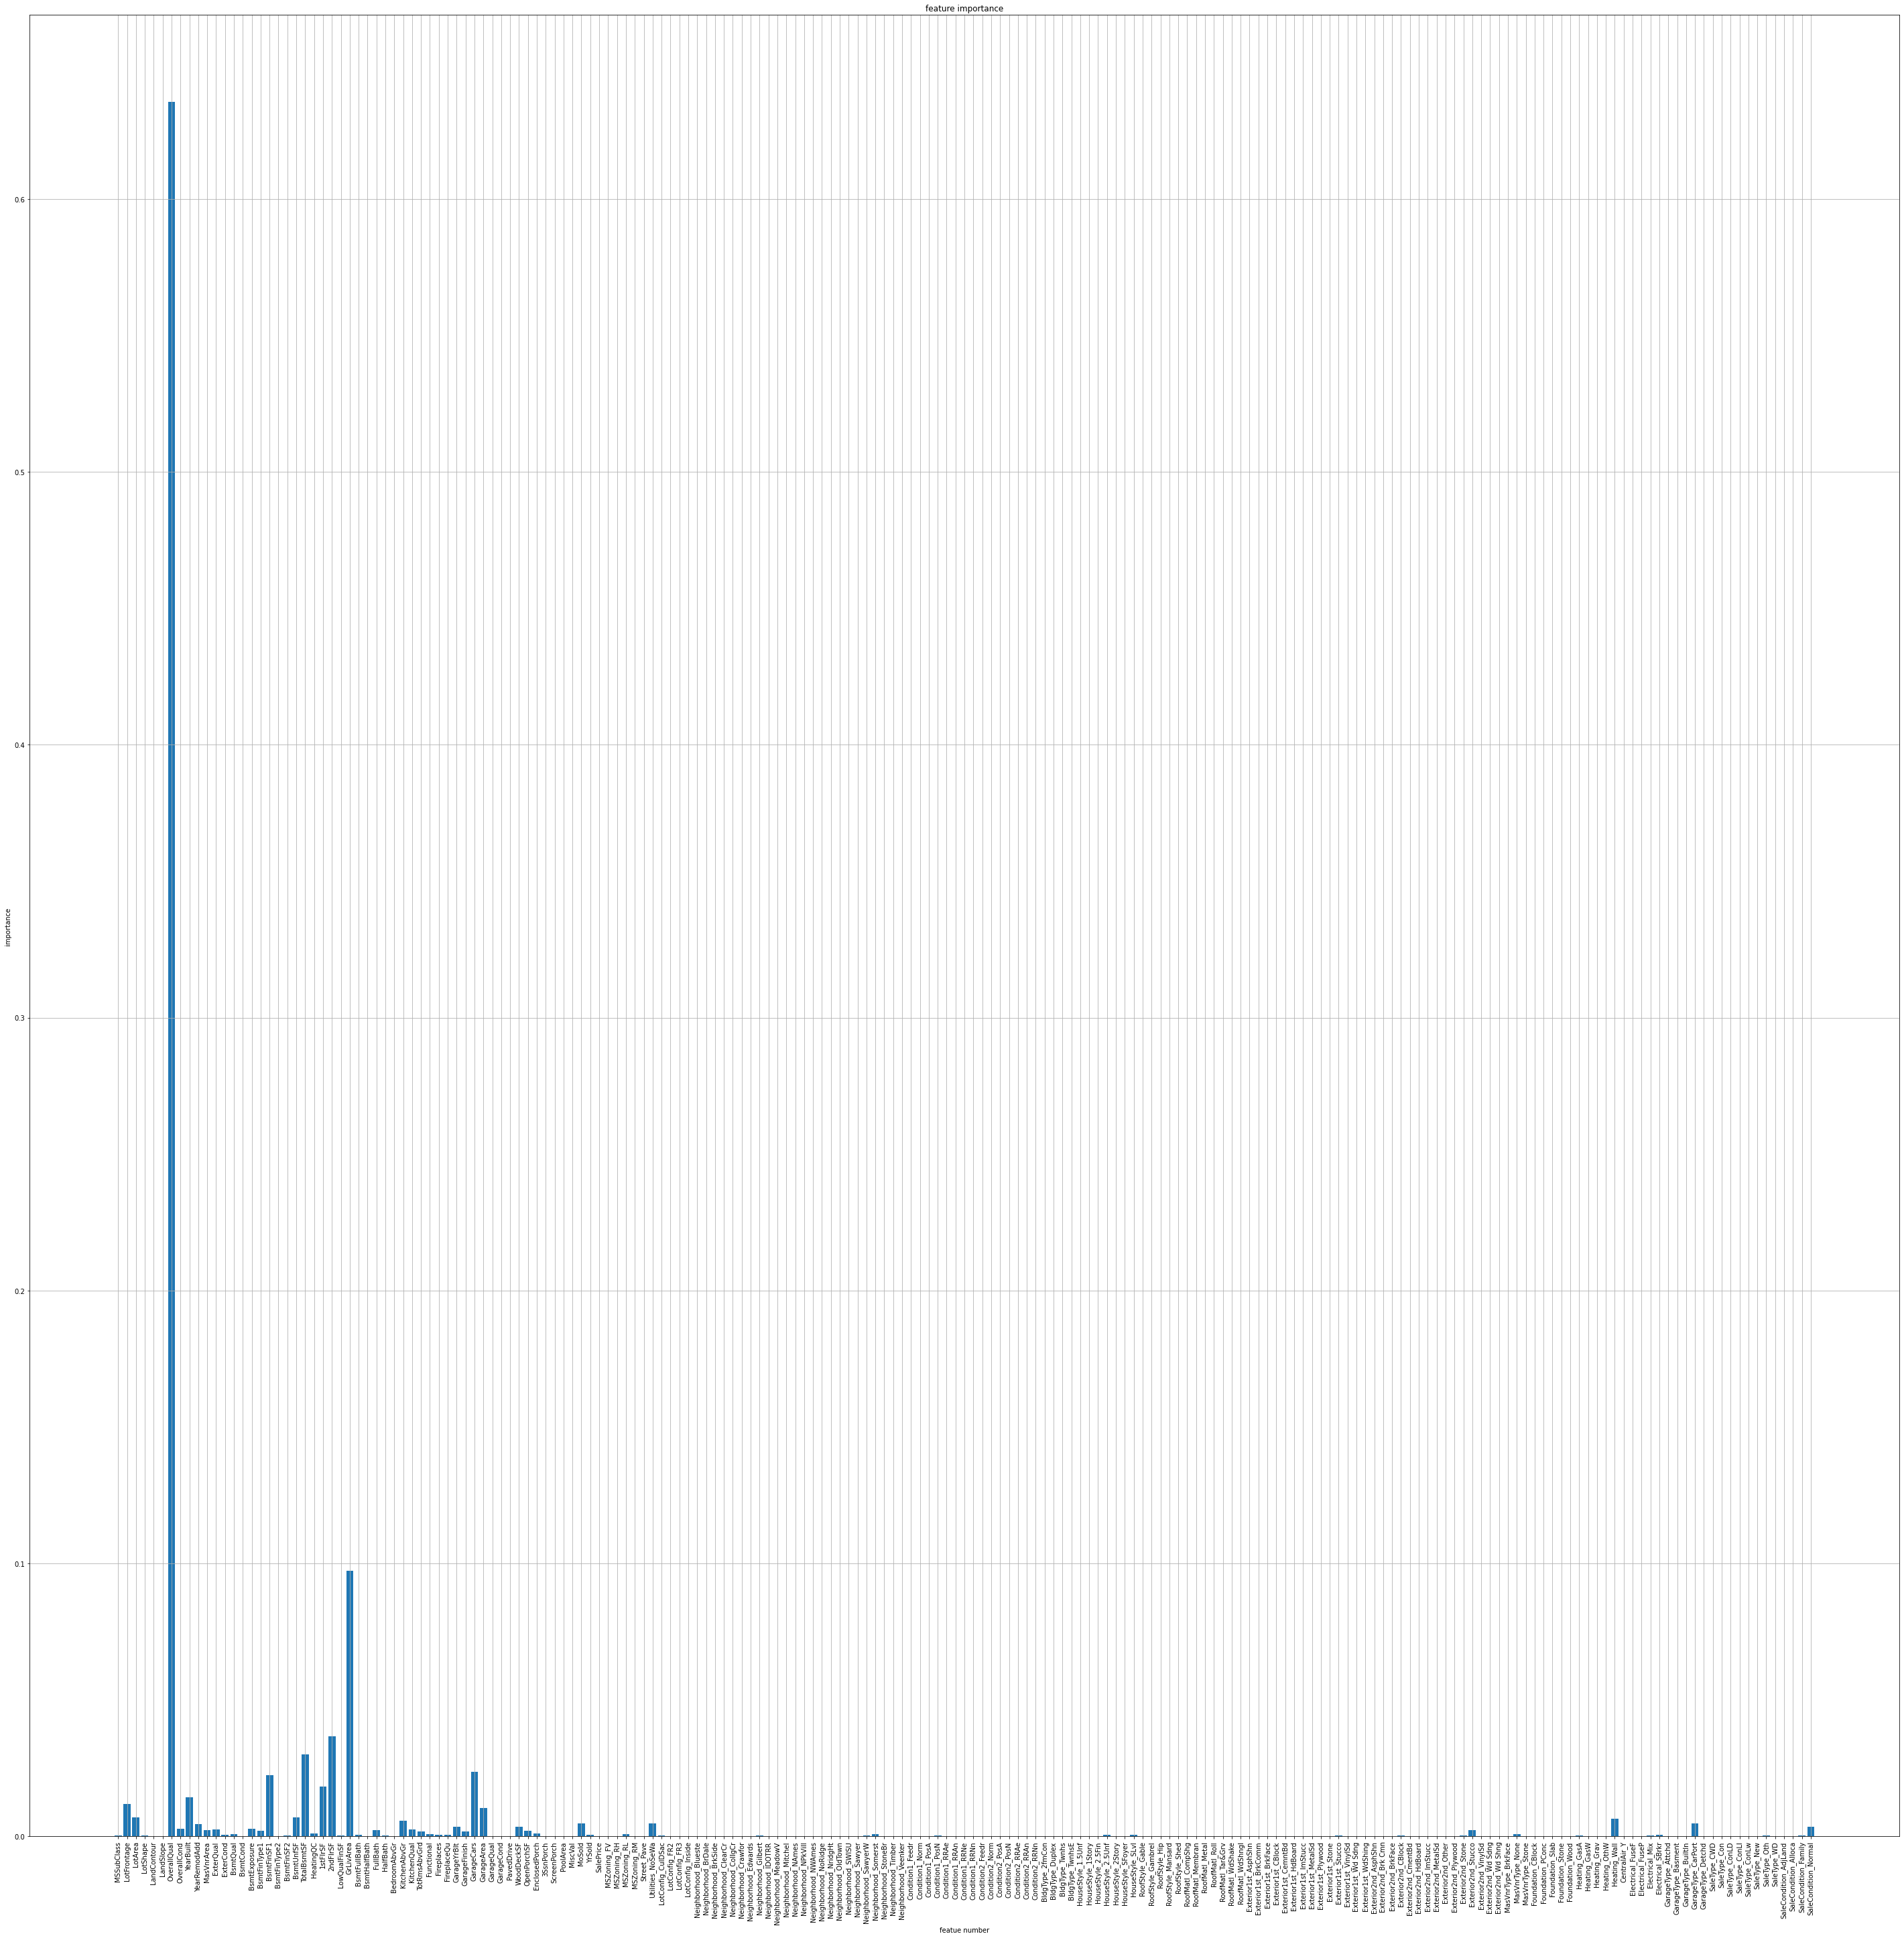 feature importance
importance
0.6
0.5
0.4
0.3
0.2
0.1
0.0
MSSubClass
LotFrontage
LotArea
LotShape
LandContour
LandSlope
OverallQual
OverallCond
YearBuilt
YearRemodAdd
MasVnrArea
ExterQual
ExterCond
BsmtQual
BsmtCond
BsmtExposure
BsmtFinType1
BsmtFinSF1
BsmtFinType2
BsmtFinSF2
BsmtUnfSF
TotalBsmtSF
HeatingQC
1stFlrSF
2ndFlrSF
LowQualFinSF
GrLivArea
BsmtFullBath
BsmtHalfBath
FullBath
HalfBath
BedroomAbvGr
KitchenAbvGr
KitchenQual
TotRmsAbvGrd
Functional
Fireplaces
FireplaceQu
GarageYrBlt
GarageFinish
GarageCars
GarageArea
GarageQual
GarageCond
PavedDrive
WoodDeckSF
OpenPorchSF
EnclosedPorch
3SsnPorch
ScreenPorch
PoolArea
MiscVal
MoSold
YrSold
SalePrice
MSZoning_FV
MSZoning_RH
MSZoning_RL
MSZoning_RM
Street_Pave
Utilities_NoSeWa
LotConfig_CulDSac
LotConfig_FR2
LotConfig_FR3
LotConfig_Inside
Neighborhood_Blueste
Neighborhood_BrDale
Neighborhood_BrkSide
Neighborhood_ClearCr
Neighborhood_CollgCr
Neighborhood_Crawfor
Neighborhood_Edwards
Neighborhood_Gilbert
Neighborhood_IDOTRR
Neighborhood_MeadowV
Neighborhood_Mitchel
Neighborhood_NAmes
Neighborhood_NPkVill
Neighborhood_NWAmes
Neighborhood_NoRidge
Neighborhood_NridgHt
Neighborhood_OldTown
Neighborhood_SWISU
Neighborhood_Sawyer
Neighborhood_SawyerW
Neighborhood_Somerst
Neighborhood_StoneBr
Neighborhood_Timber
Neighborhood_Veenker
Condition1_Feedr
Condition1_Norm
Condition1_PosA
Condition1_PosN
Condition1_RRAe
Condition1_RRAn
Condition1_RRNe
Condition1_RRNn
Condition2_Feedr
Condition2_Norm
Condition2_PosA
Condition2_PosN
Condition2_RRAe
Condition2_RRAn
Condition2_RRNn
BldgType_2fmCon
BldgType_Duplex
BldgType_Twnhs
BldgType_TwnhsE
HouseStyle_1.5Unf
HouseStyle_1Story
HouseStyle_2.5Fin
HouseStyle_2.5Unf
HouseStyle_2Story
HouseStyle_SFoyer
HouseStyle_SLvl
RoofStyle_Gable
RoofStyle_Gambrel
RoofStyle_Hip
RoofStyle_Mansard
RoofStyle_Shed
RoofMatl_CompShg
RoofMatl_Membran
RoofMatl_Metal
RoofMatl_Roll
RoofMatl_Tar&Grv
RoofMatl_WdShake
RoofMatl_WdShngl
Exterior1st_AsphShn
Exterior1st_BrkComm
Exterior1st_BrkFace
Exterior1st_CBlock
Exterior1st_CemntBd
Exterior1st_HdBoard
Exterior1st_ImStucc
Exterior1st_MetalSd
Exterior1st_Plywood
Exterior1st_Stone
Exterior1st_Stucco
Exterior1st_VinylSd
Exterior1st_Wd Sdng
Exterior1st_WdShing
Exterior2nd_AsphShn
Exterior2nd_Brk Cmn
Exterior2nd_BrkFace
Exterior2nd_CBlock
Exterior2nd_CmentBd
Exterior2nd_HdBoard
Exterior2nd_ImStucc
Exterior2nd_MetalSd
Exterior2nd_Other
Exterior2nd_Plywood
Exterior2nd_Stone
Exterior2nd_Stucco
Exterior2nd_VinylSd
Exterior2nd_Wd Sdng
Exterior2nd_Wd Shng
MasVnrType_BrkFace
MasVnrType_None
MasVnrType_Stone
Foundation_CBlock
Foundation_PConc
Foundation_Slab
Foundation_Stone
Foundation_Wood
Heating_GasA
Heating_GasW
Heating_Grav
Heating_OthW
Heating_Wall
CentralAir_Y
Electrical_FuseF
Electrical_FuseP
Electrical_Mix
Electrical_SBrkr
GarageType_Attchd
GarageType_Basment
GarageType_BuiltIn
GarageType_CarPort
GarageType_Detchd
SaleType_CWD
SaleType_Con
SaleType_ConLD
SaleType_ConLI
SaleType_ConLw
SaleType_New
SaleType_Oth
SaleType_WD
SaleCondition_AdjLand
SaleCondition_Alloca
SaleCondition_Family
SaleCondition_Normal
featue number